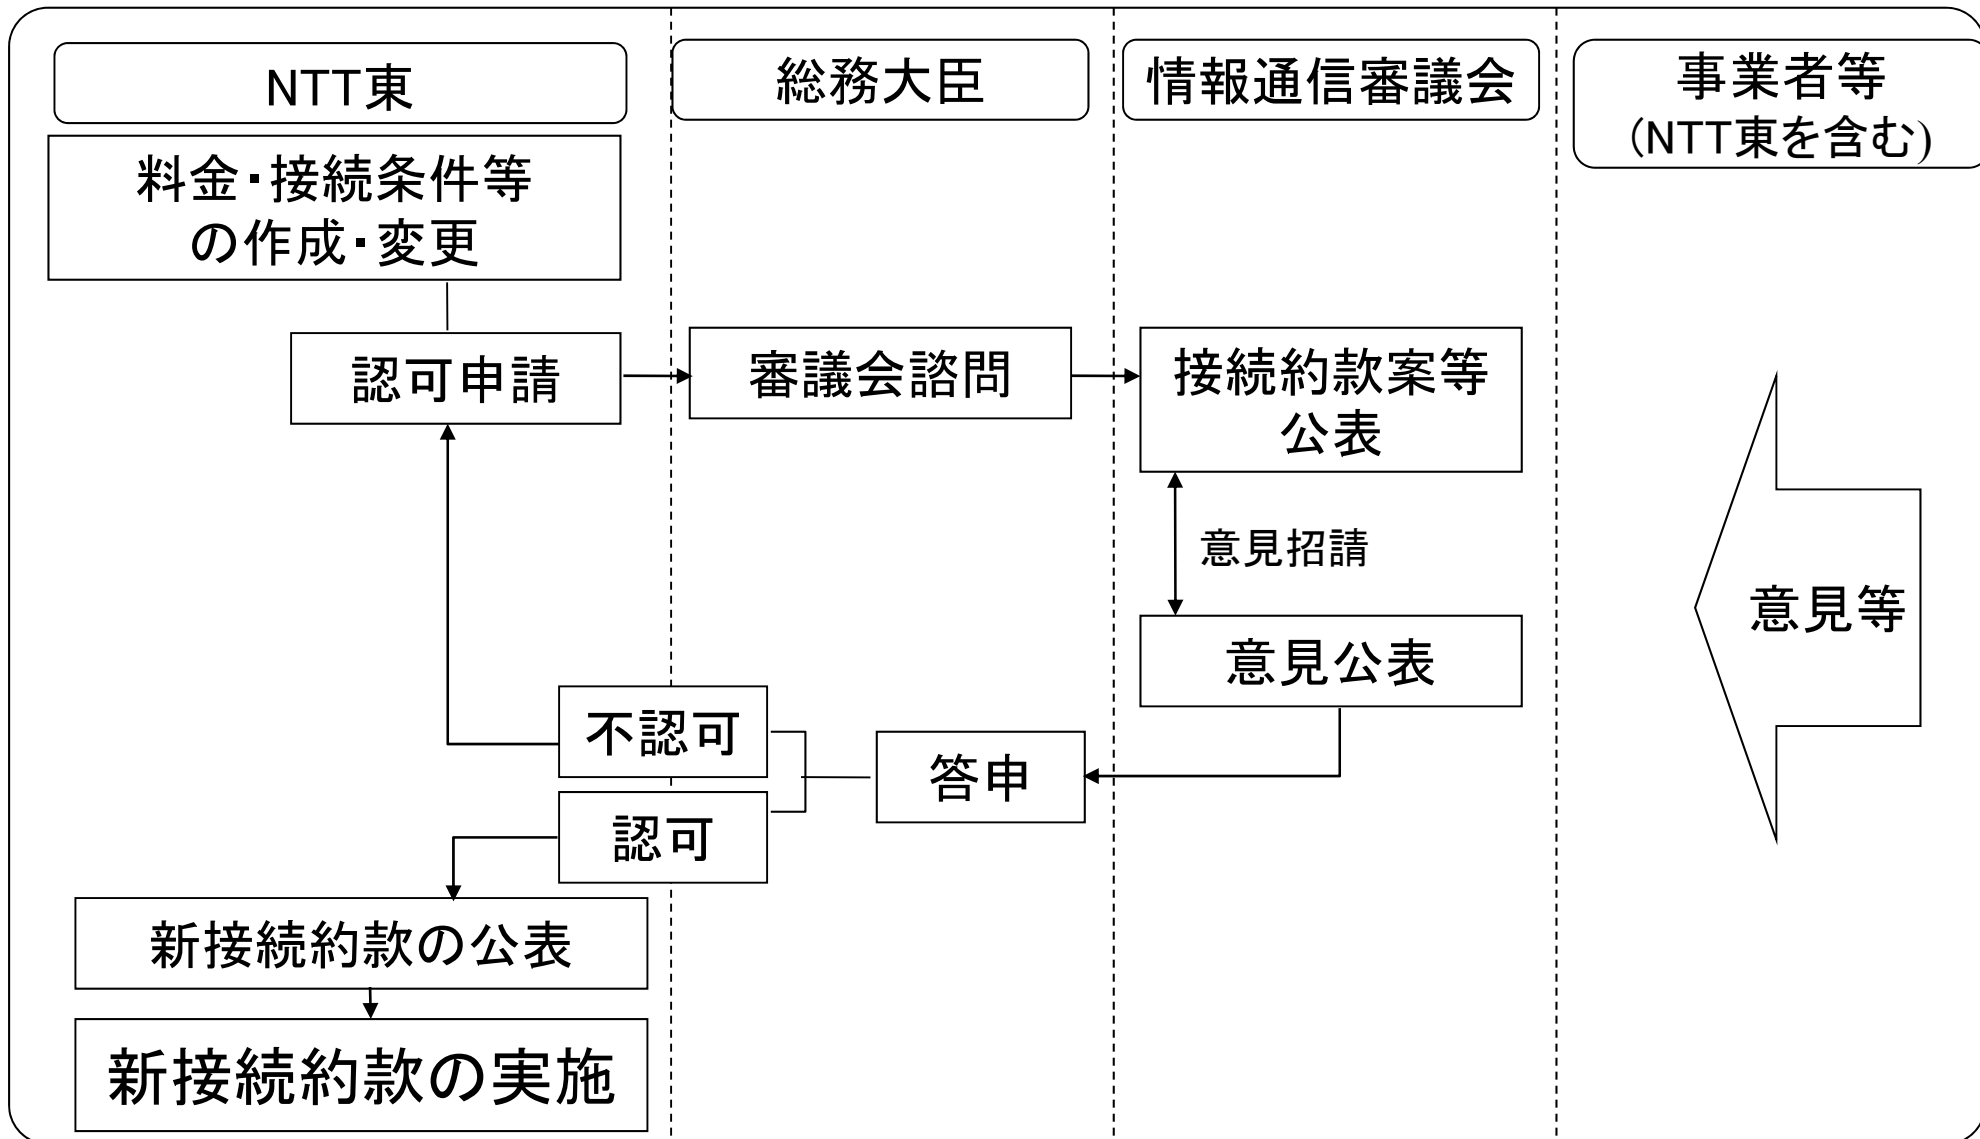 NTT東
総務大臣
情報通信審議会
事業者等
(NTT東を含む)
料金・接続条件等
の作成・変更
認可申請
審議会諮問
接続約款案等
公表
意見招請
意見等
意見公表
不認可
答申
認可
新接続約款の公表
新接続約款の実施